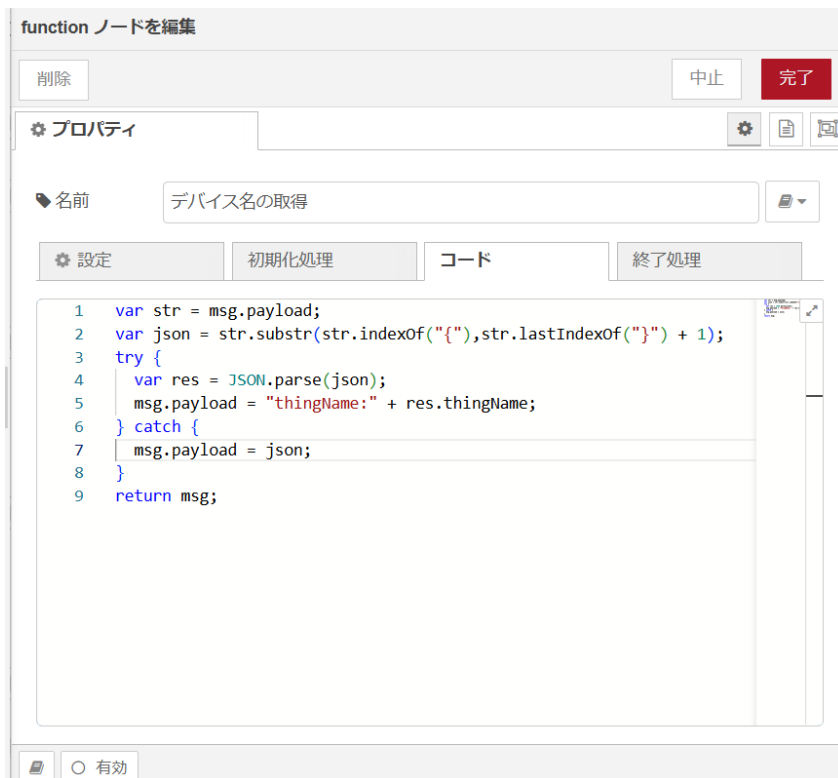 function ノードを編集
削除
中止
完了
プロパティ
名前
デバイス名の取得
設定
初期化処理
コード
終了処理
1 var str = msg.payload;
2 var json = str.substr(str.indexOf("{"),str.lastIndexOf("}") + 1);
3 try {
4 var res = JSON.parse(json);
5 msg.payload = "thingName:" + res.thingName;
6 } catch {
7 msg.payload = json;
8 }
9 return msg;
有効